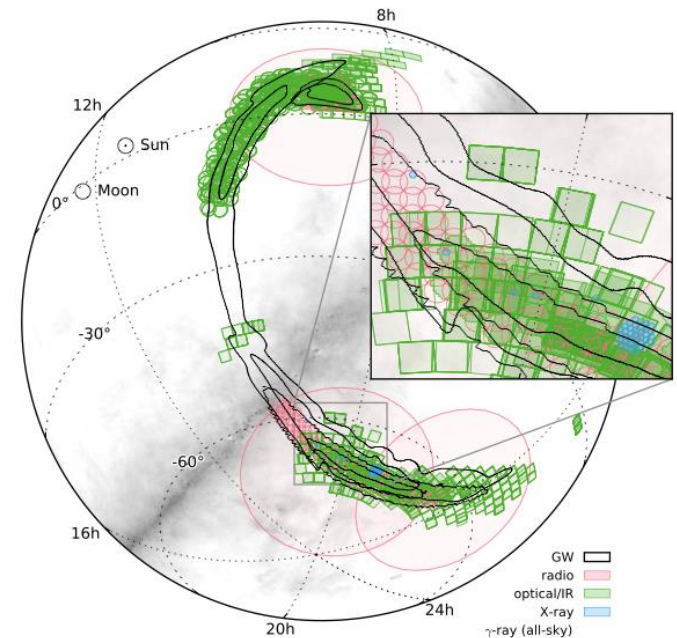 8h
12h
Sun
Moon
0°
-30°
-60°
16h
20h
24h
GW
radio
optical/IR
X-ray
γ-ray (all-sky)